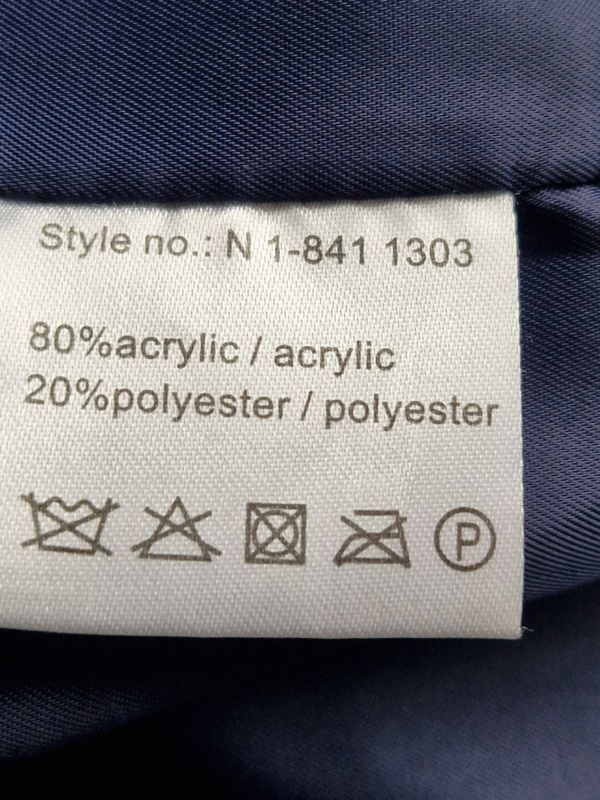 Style no.: N 1-841 1303
80%acrylic / acrylic
20%polyester / polyester
P